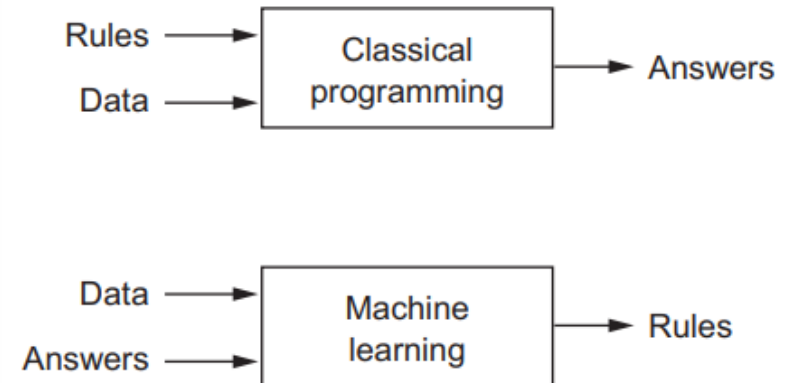 Rules
Data
Classical
programming
Answers
Data
Answers
Machine
learning
Rules